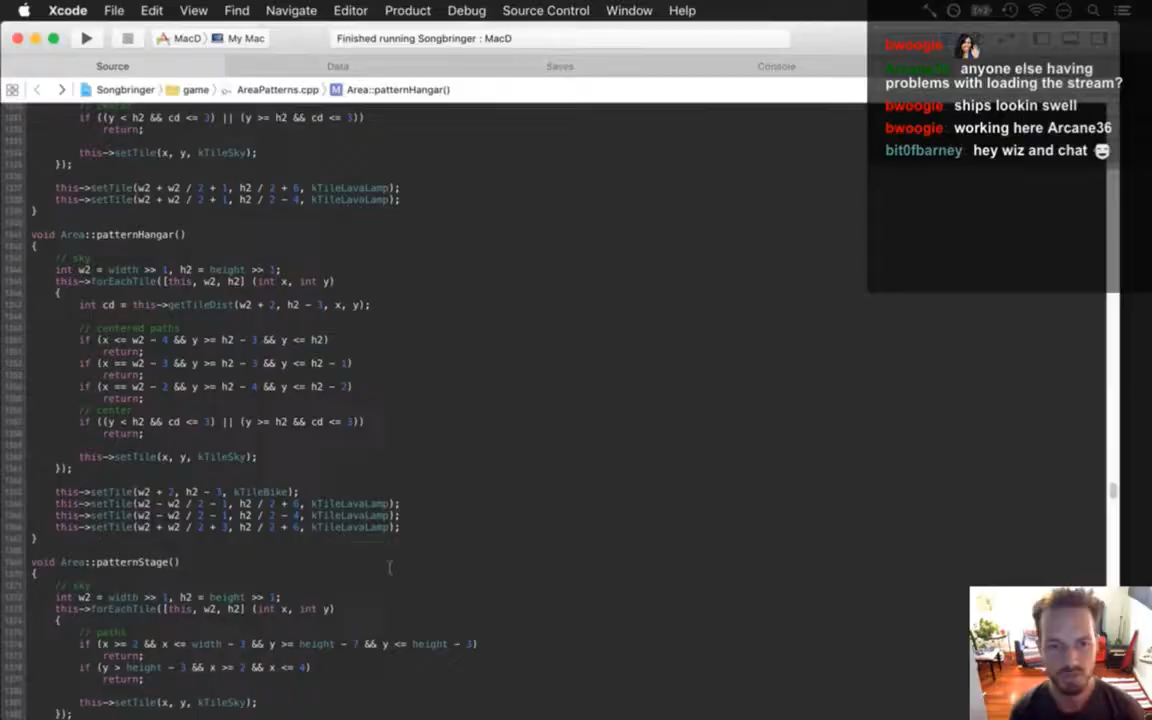 Xcode File Edit View Find Navigate Editor Product Debug Source Control Window Help
MacD My Mac
Finished running Songbringer : MacD
Source Data Saves Console
Songbringer game AreaPatterns.cpp M Area::patternHangar()
if ((y < h2 && cd <= 3) || (y >= h2 && cd <= 3))
return;
this->setTile(x, y, kTileSky);
});
this->setTile(w2 + w2 / 2 + 1, h2 / 2 + 6, kTileLavaLamp);
this->setTile(w2 + w2 / 2 + 1, h2 / 2 - 4, kTileLavaLamp);
}
void Area::patternHangar()
{
// sky
int w2 = width >> 1, h2 = height >> 1;
this->forEachTile([this, w2, h2] (int x, int y)
{
int cd = this->getTileDist(w2 + 2, h2 - 3, x, y);
// centered paths
if (x <= w2 - 4 && y >= h2 - 3 && y <= h2)
return;
if (x == w2 - 3 && y >= h2 - 3 && y <= h2 - 1)
return;
if (x == w2 - 2 && y >= h2 - 4 && y <= h2 - 2)
return;
// center
if ((y < h2 && cd <= 3) || (y >= h2 && cd <= 3))
return;
this->setTile(x, y, kTileSky);
});
this->setTile(w2 + 2, h2 - 3, kTileBike);
this->setTile(w2 - w2 / 2 - 1, h2 / 2 + 6, kTileLavaLamp);
this->setTile(w2 - w2 / 2 - 1, h2 / 2 - 4, kTileLavaLamp);
this->setTile(w2 + w2 / 2 + 3, h2 / 2 + 6, kTileLavaLamp);
}
void Area::patternStage()
{
// sky
int w2 = width >> 1, h2 = height >> 1;
this->forEachTile([this, w2, h2] (int x, int y)
{
// paths
if (x >= 2 && x <= width - 3 && y >= height - 7 && y <= height - 3)
return;
if (y > height - 3 && x >= 2 && x <= 4)
return;
this->setTile(x, y, kTileSky);
});
bwoogie
Arcane36 anyone else having
problems with loading the stream?
bwoogie ships lookin swell
bwoogie working here Arcane36
bit0fbarney hey wiz and chat